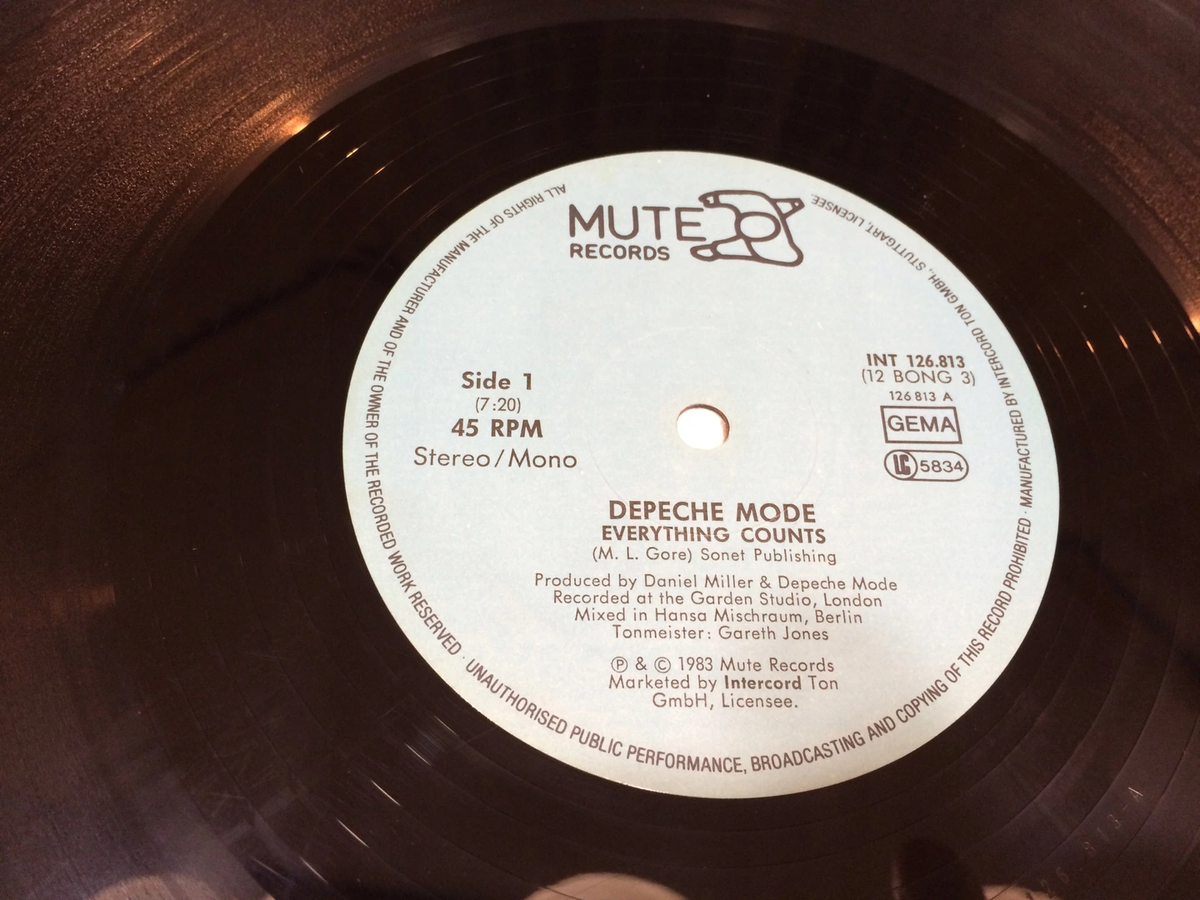 MUTE
RECORDS
Side 1
(7:20)
45 RPM
Stereo/Mono
INT 126.813
(12 BONG 3)
126 813 A
GEMA
LC 5834
DEPECHE MODE
EVERYTHING COUNTS
(M. L. Gore) Sonet Publishing
Produced by Daniel Miller & Depeche Mode
Recorded at the Garden Studio, London
Mixed in Hansa Mischraum, Berlin
Tonmeister: Gareth Jones
Ⓟ & © 1983 Mute Records
Marketed by Intercord Ton
GmbH, Licensee.
ALL RIGHTS OF THE MANUFACTURER AND OF THE OWNER OF THE RECORDED WORK RESERVED · UNAUTHORISED PUBLIC PERFORMANCE, BROADCASTING AND COPYING OF THIS RECORD PROHIBITED · MANUFACTURED BY INTERCORD TON GMBH., STUTTGART, LICENSEE